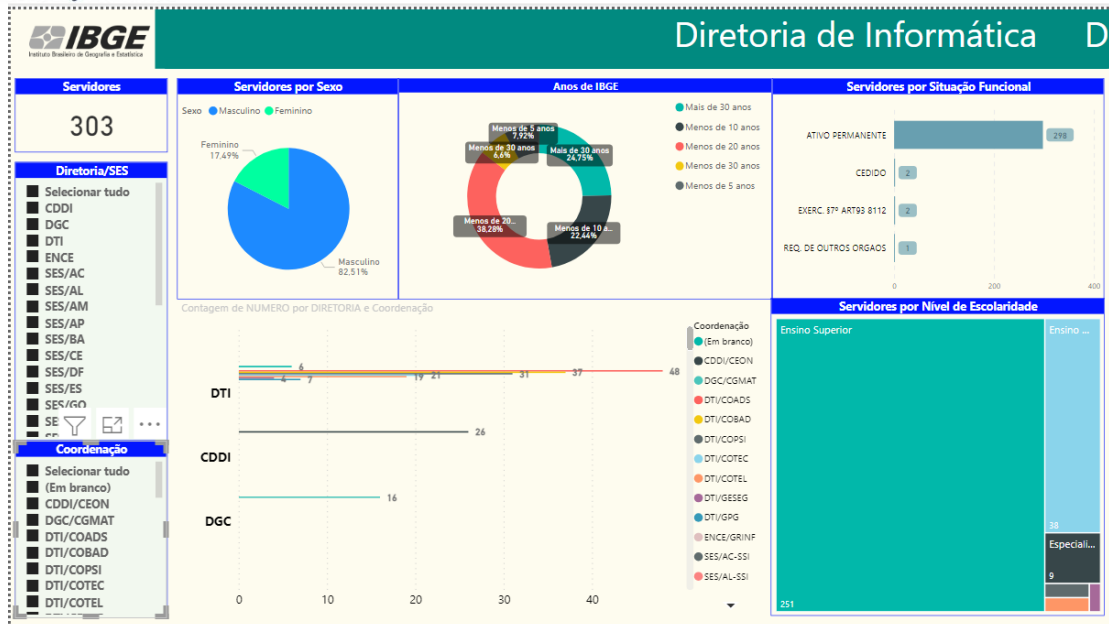 IBGE
Instituto Brasileiro de Geografia e Estatística
Diretoria de Informática
D
Servidores
303
Diretoria/SES
Selecionar tudo
CDDI
DGC
DTI
ENCE
SES/AC
SES/AL
SES/AM
SES/AP
SES/BA
SES/CE
SES/DF
SES/ES
SES/GO
Coordenação
Selecionar tudo
(Em branco)
CDDI/CEON
DGC/CGMAT
DTI/COADS
DTI/COBAD
DTI/COPSI
DTI/COTEC
DTI/COTEL
Servidores por Sexo
Sexo Masculino Feminino
Feminino
17,49%
Masculino
82,51%
Anos de IBGE
Menos de 5 anos
7,92%
Menos de 30 anos
6,6%
Mais de 30 anos
24,75%
Menos de 20...
38,28%
Menos de 10 a...
22,44%
Mais de 30 anos
Menos de 10 anos
Menos de 20 anos
Menos de 30 anos
Menos de 5 anos
Servidores por Situação Funcional
ATIVO PERMANENTE 298
CEDIDO 2
EXERC. §7º ART93 8112 2
REQ. DE OUTROS ORGAOS 1
0 200 400
Contagem de NUMERO por DIRETORIA e Coordenação
DTI
6
48
37
31
21
19
4
7
CDDI
26
DGC
16
0 10 20 30 40
Coordenação
(Em branco)
CDDI/CEON
DGC/CGMAT
DTI/COADS
DTI/COBAD
DTI/COPSI
DTI/COTEC
DTI/COTEL
DTI/GESEG
DTI/GPG
ENCE/GRINF
SES/AC-SSI
SES/AL-SSI
Servidores por Nível de Escolaridade
Ensino Superior
251
Ensino ...
38
Especiali...
9